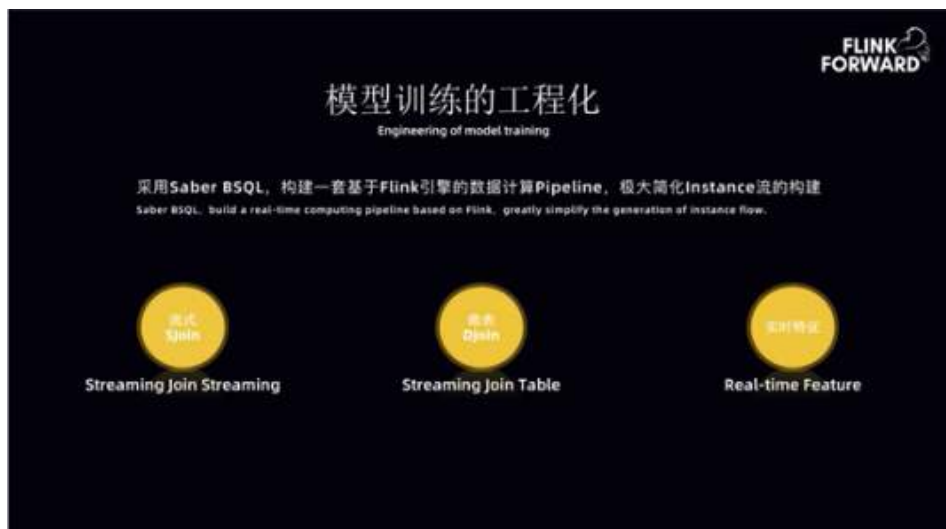 FLINK
FORWARD
模型训练的工程化
Engineering of model training
采用Saber BSQL，构建一套基于Flink引擎的数据计算Pipeline，极大简化Instance流的构建
Saber BSQL, build a real-time computing pipeline based on Flink, greatly simplify the generation of instance flow.
流式
SJoin
Streaming Join Streaming
维表
DJoin
Streaming Join Table
实时特征
Real-time Feature